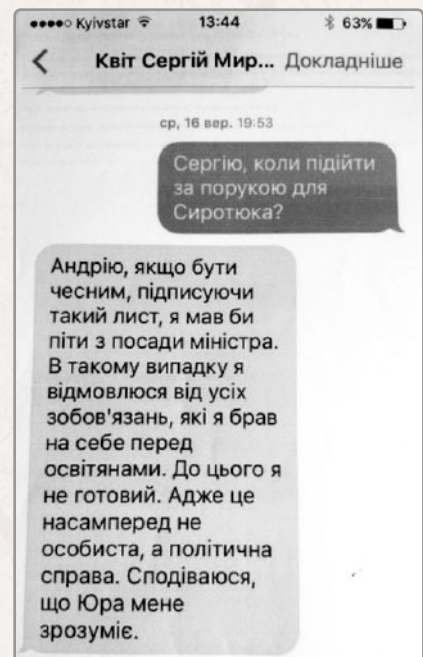 Kyivstar 13:44 63%
Квіт Сергій Мир... Докладніше
ср, 16 вер. 19:53
Сергію, коли підійти
за порукою для
Сиротюка?
Андрію, якщо бути
чесним, підписуючи
такий лист, я мав би
піти з посади міністра.
В такому випадку я
відмовлюся від усіх
зобов'язань, які я брав
на себе перед
освітянами. До цього я
не готовий. Адже це
насамперед не
особиста, а політична
справа. Сподіваюся,
що Юра мене
зрозуміє.